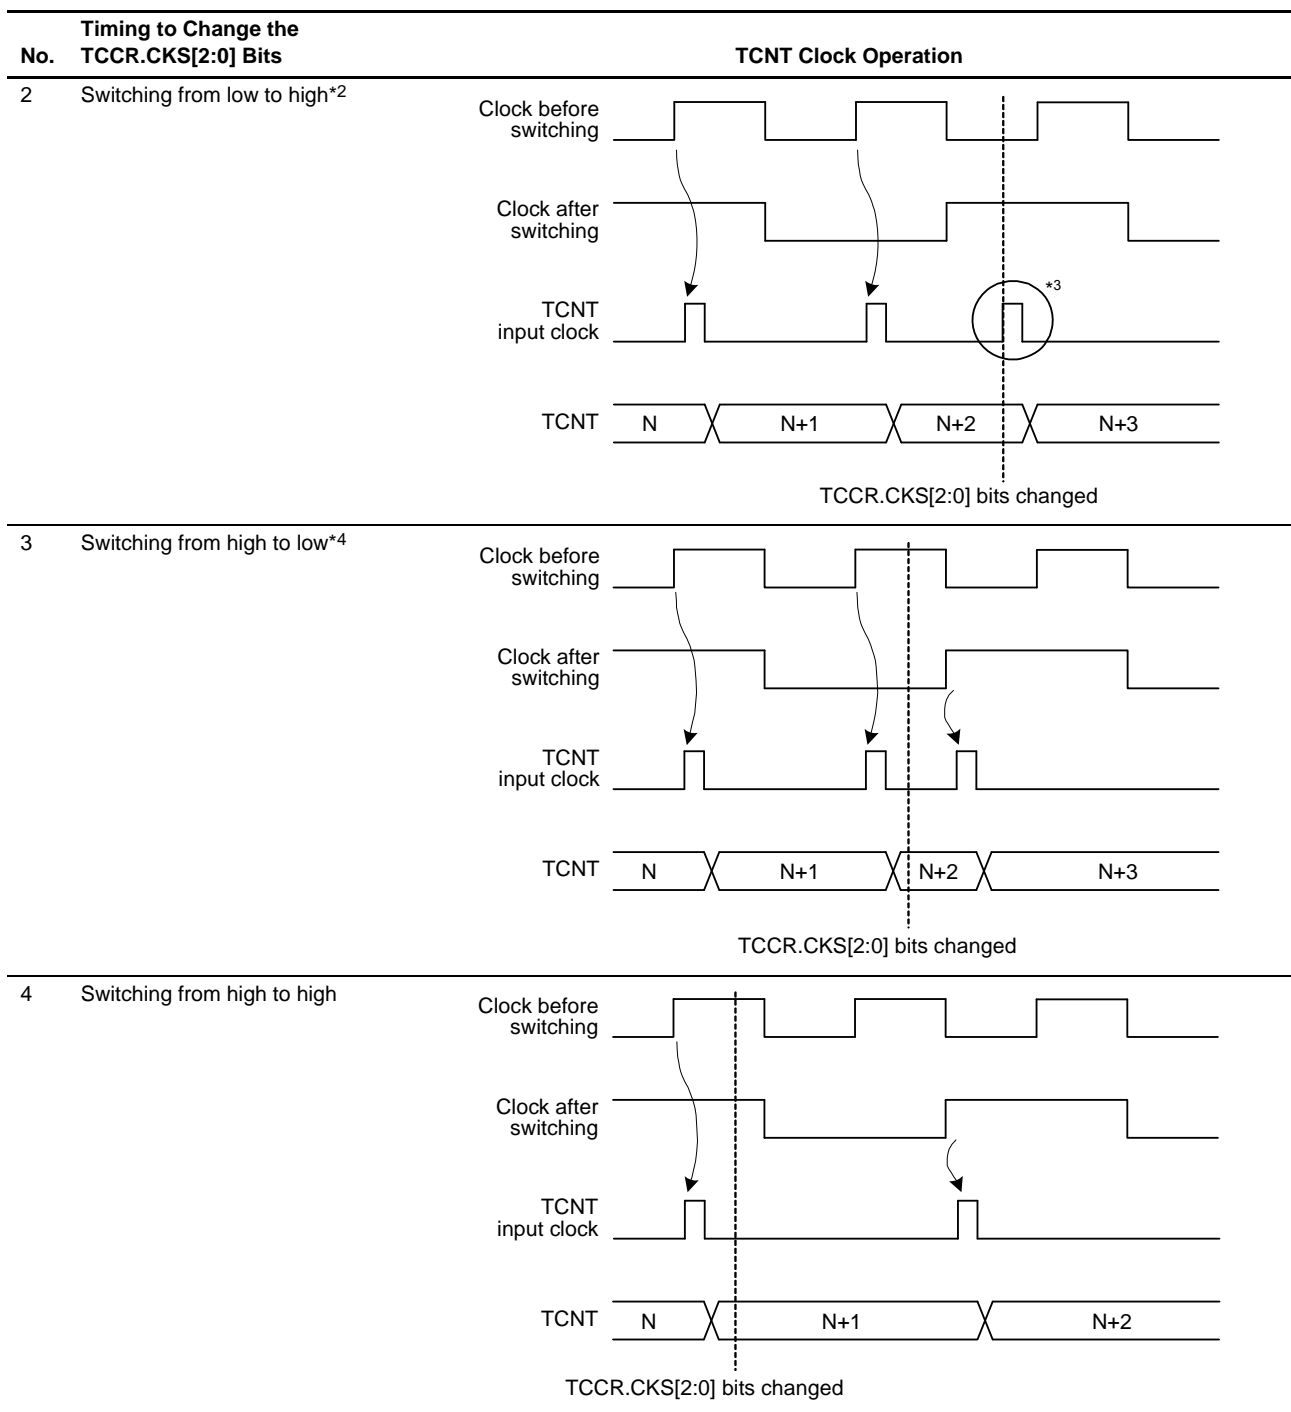 No.
Timing to Change the
TCCR.CKS[2:0] Bits
TCNT Clock Operation
2
Switching from low to high*2
Clock before
switching
Clock after
switching
TCNT
input clock
*3
TCNT
N
N+1
N+2
N+3
TCCR.CKS[2:0] bits changed
3
Switching from high to low*4
Clock before
switching
Clock after
switching
TCNT
input clock
TCNT
N
N+1
N+2
N+3
TCCR.CKS[2:0] bits changed
4
Switching from high to high
Clock before
switching
Clock after
switching
TCNT
input clock
TCNT
N
N+1
N+2
TCCR.CKS[2:0] bits changed